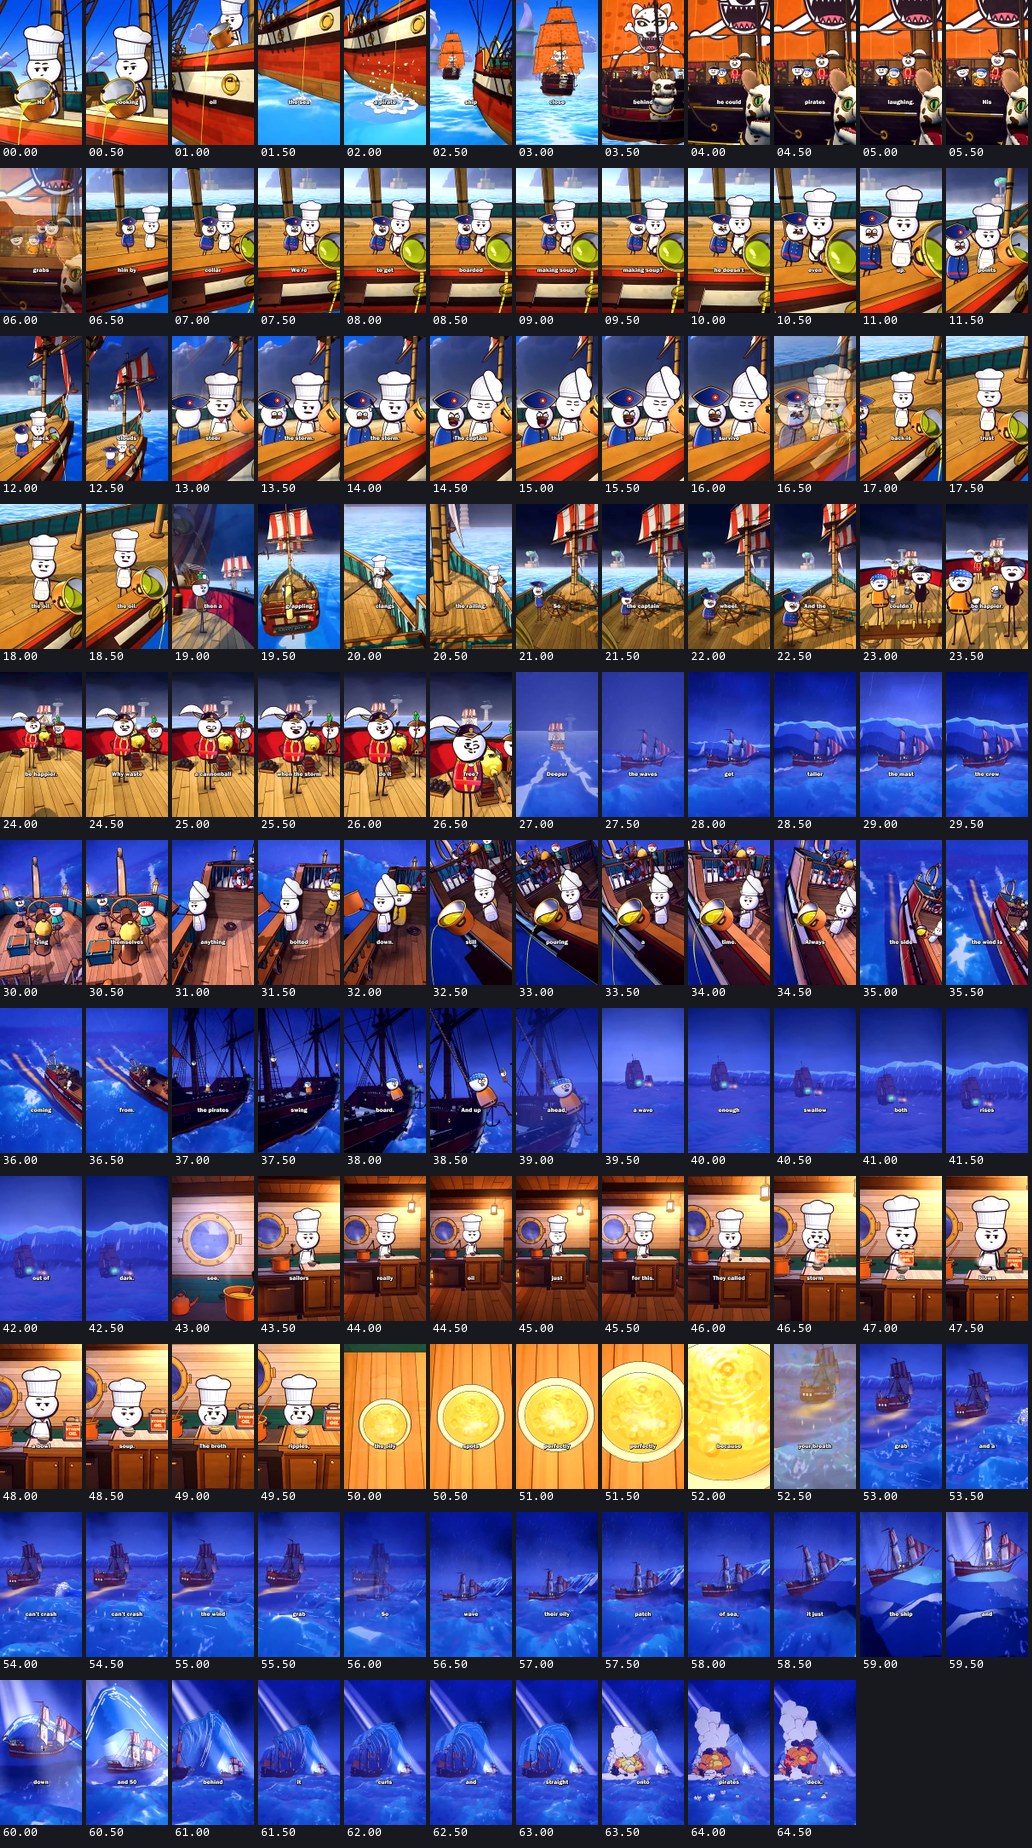 He cooking oil the sea a pirate ship close behind he could pirates laughing. His
00.00 00.50 01.00 01.50 02.00 02.50 03.00 03.50 04.00 04.50 05.00 05.50
grabs him by collar We're to get boarded making soup? making soup? he doesn't even up. points
06.00 06.50 07.00 07.50 08.00 08.50 09.00 09.50 10.00 10.50 11.00 11.50
black clouds steer the storm. the storm. The captain that never survive all back is trust
12.00 12.50 13.00 13.50 14.00 14.50 15.00 15.50 16.00 16.50 17.00 17.50
the oil. the oil. then a grappling clangs the railing. So the captain wheel. And the couldn't be happier.
18.00 18.50 19.00 19.50 20.00 20.50 21.00 21.50 22.00 22.50 23.00 23.50
be happier. Why waste a cannonball when the storm do it free? Deeper the waves get taller the mast the crew
24.00 24.50 25.00 25.50 26.00 26.50 27.00 27.50 28.00 28.50 29.00 29.50
tying themselves anything bolted down. still pouring a time. Always the side the wind is
30.00 30.50 31.00 31.50 32.00 32.50 33.00 33.50 34.00 34.50 35.00 35.50
coming from. the pirates swing board. And up ahead. a wave enough swallow both rises
36.00 36.50 37.00 37.50 38.00 38.50 39.00 39.50 40.00 40.50 41.00 41.50
out of dark. see. sailors really oil just for this. They called storm oil. blows
42.00 42.50 43.00 43.50 44.00 44.50 45.00 45.50 46.00 46.50 47.00 47.50
a bowl soup. The broth ripples. the oily spots perfectly perfectly because your breath grab and a
STORM OIL STORM OIL STORM OIL
48.00 48.50 49.00 49.50 50.00 50.50 51.00 51.50 52.00 52.50 53.00 53.50
can't crash can't crash the wind grab So wave their oily patch of sea. it just the ship and
54.00 54.50 55.00 55.50 56.00 56.50 57.00 57.50 58.00 58.50 59.00 59.50
down and 50 behind it curls and straight onto pirates deck.
60.00 60.50 61.00 61.50 62.00 62.50 63.00 63.50 64.00 64.50